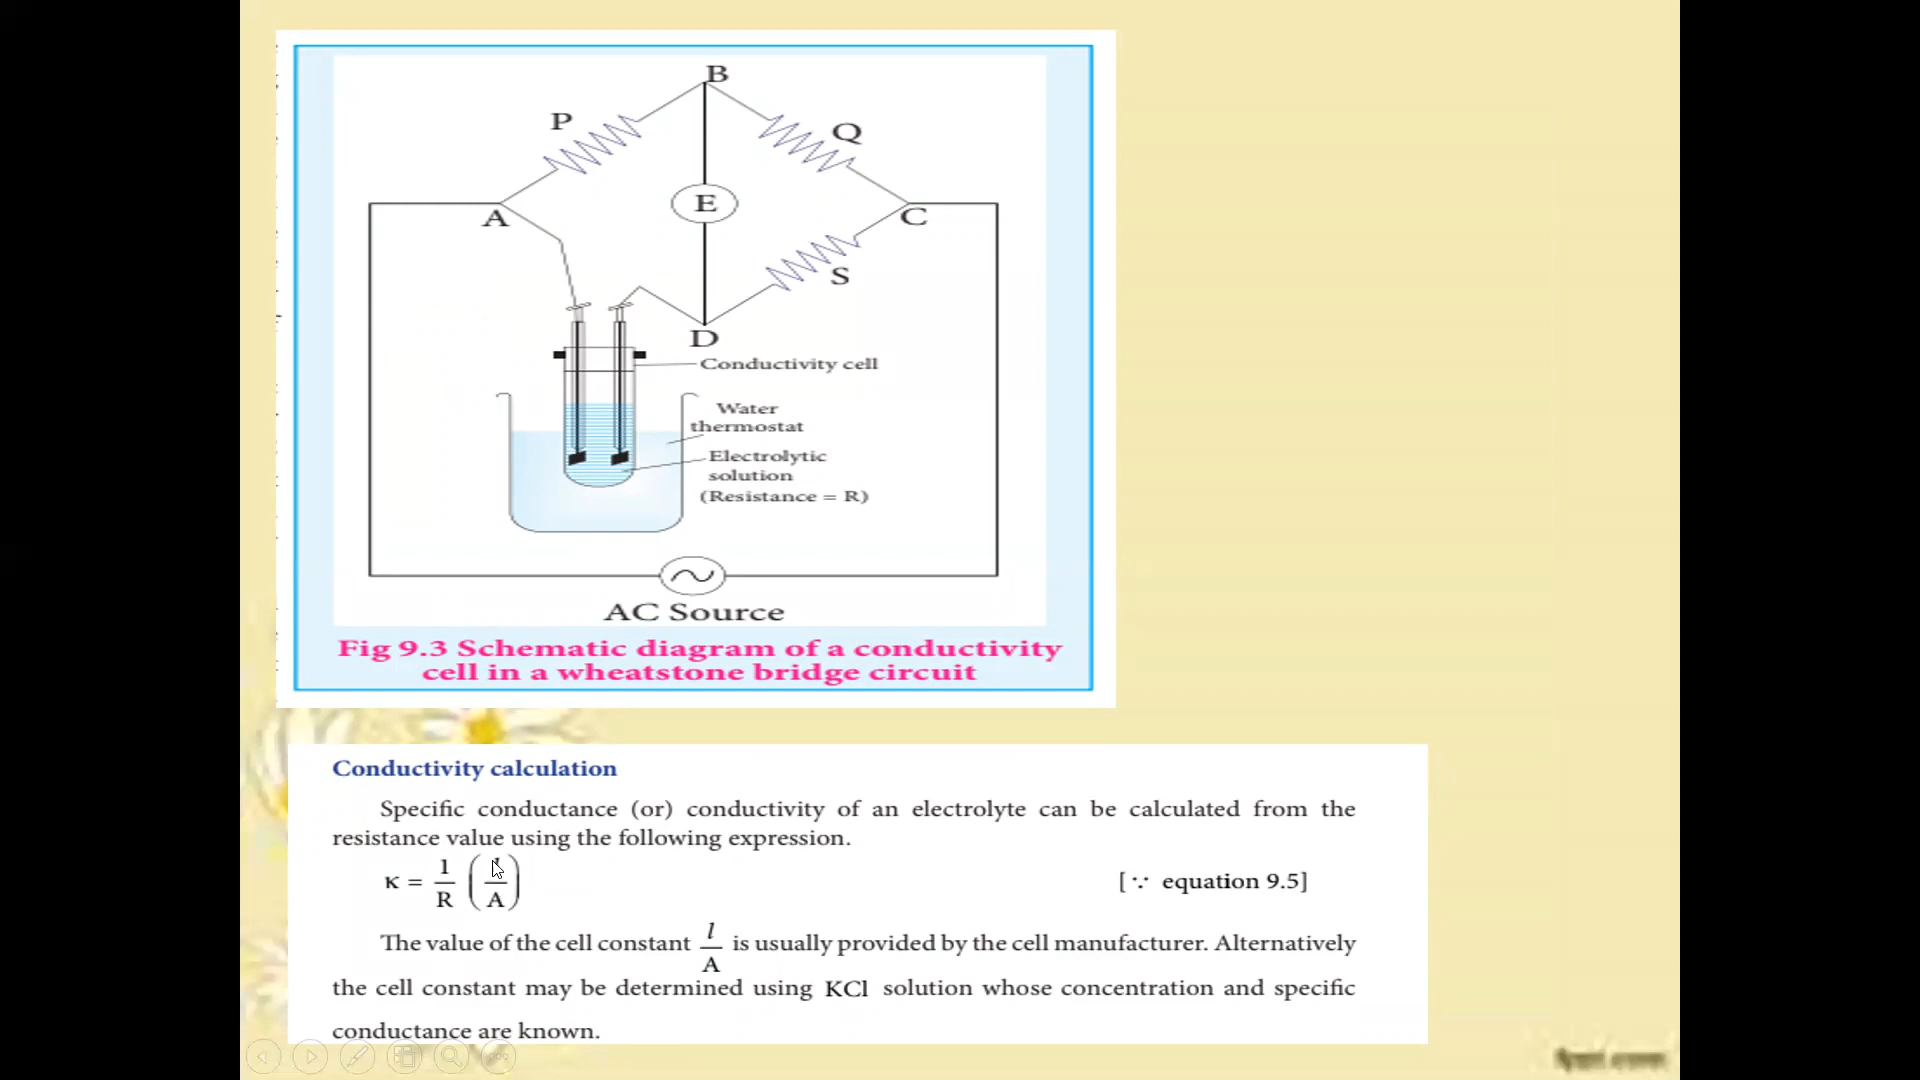 B
P
Q
A
E
C
S
D
Conductivity cell
Water
thermostat
Electrolytic
solution
(Resistance = R)
AC Source
Fig 9.3 Schematic diagram of a conductivity
cell in a wheatstone bridge circuit
Conductivity calculation
Specific conductance (or) conductivity of an electrolyte can be calculated from the
resistance value using the following expression.
κ = 1/R (l/A) [∵ equation 9.5]
The value of the cell constant l/A is usually provided by the cell manufacturer. Alternatively
the cell constant may be determined using KCl solution whose concentration and specific
conductance are known.